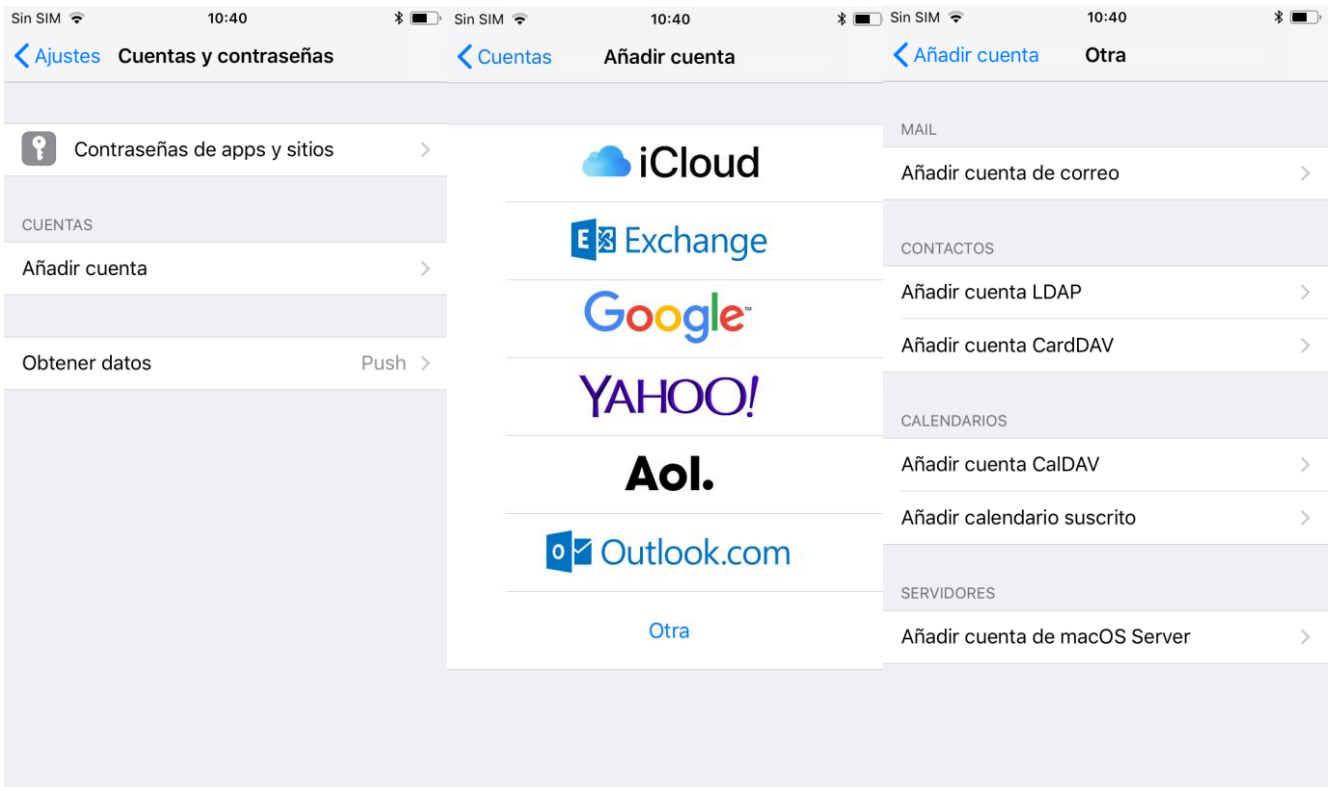 Sin SIM 10:40
Ajustes Cuentas y contraseñas
Contraseñas de apps y sitios
CUENTAS
Añadir cuenta
Obtener datos Push
Sin SIM 10:40
Cuentas Añadir cuenta
iCloud
E Exchange
Google™
YAHOO!
Aol.
o Outlook.com
Otra
Sin SIM 10:40
Añadir cuenta Otra
MAIL
Añadir cuenta de correo
CONTACTOS
Añadir cuenta LDAP
Añadir cuenta CardDAV
CALENDARIOS
Añadir cuenta CalDAV
Añadir calendario suscrito
SERVIDORES
Añadir cuenta de macOS Server